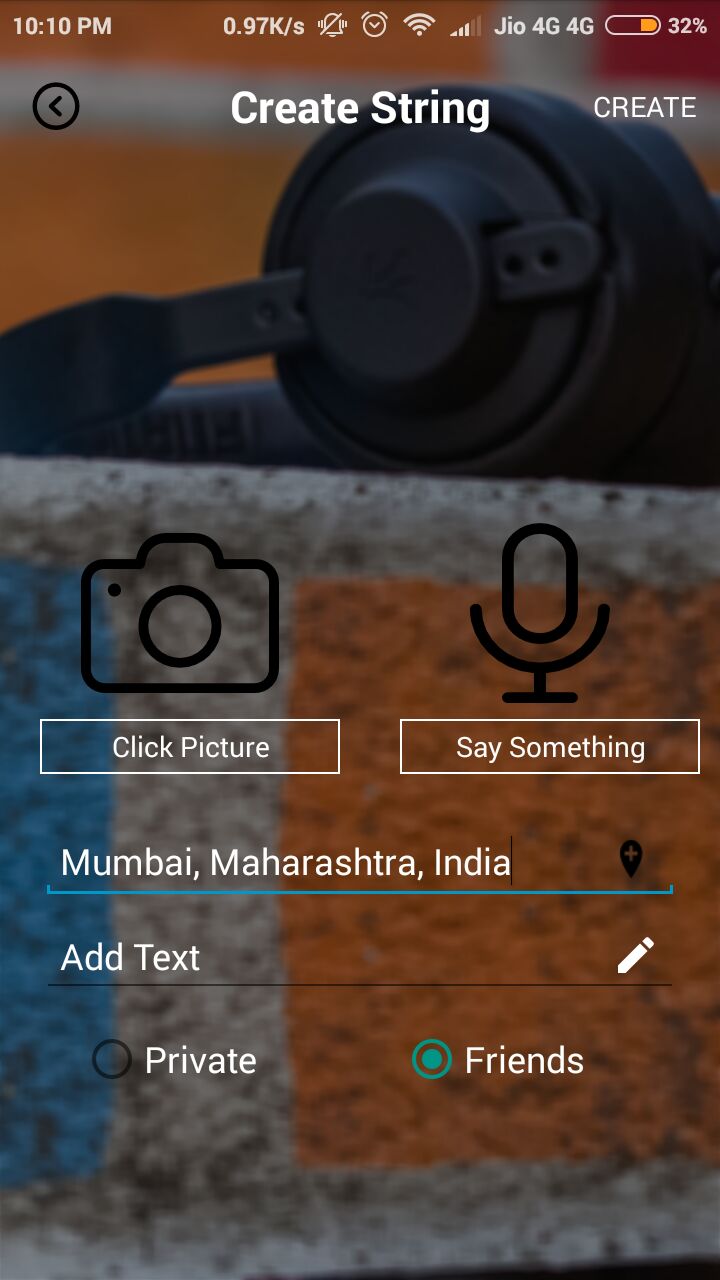 10:10 PM 0.97K/s Jio 4G 4G 32%
Create String CREATE
Click Picture Say Something
Mumbai, Maharashtra, India
Add Text
Private Friends